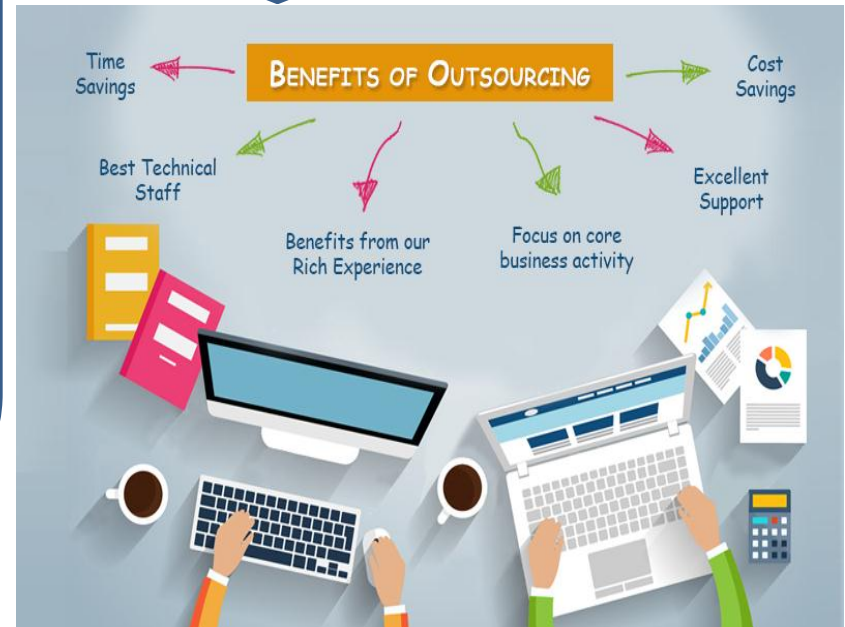 BENEFITS OF OUTSOURCING
Time
Savings
Cost
Savings
Best Technical
Staff
Excellent
Support
Benefits from our
Rich Experience
Focus on core
business activity